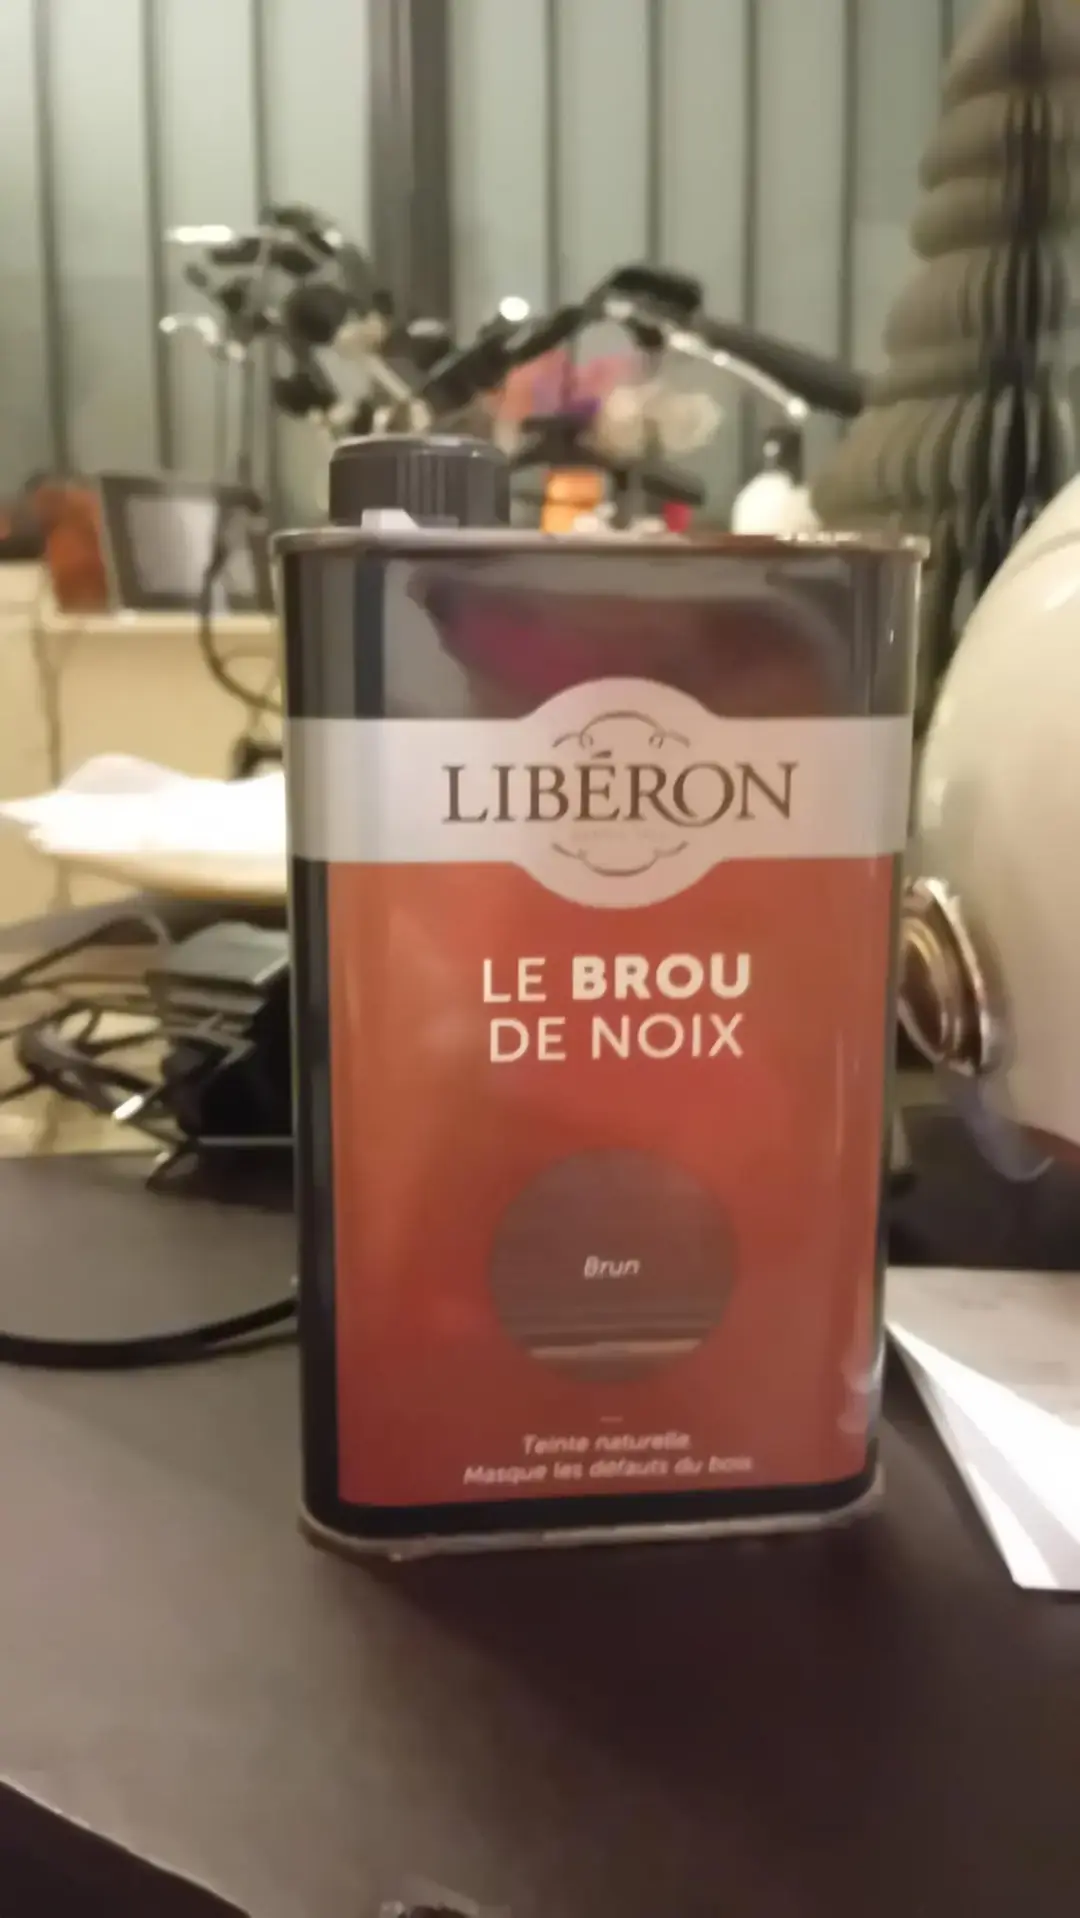 LIBÉRON
LE BROU
DE NOIX
Brun
Teinte naturelle
Masque les défauts du bois